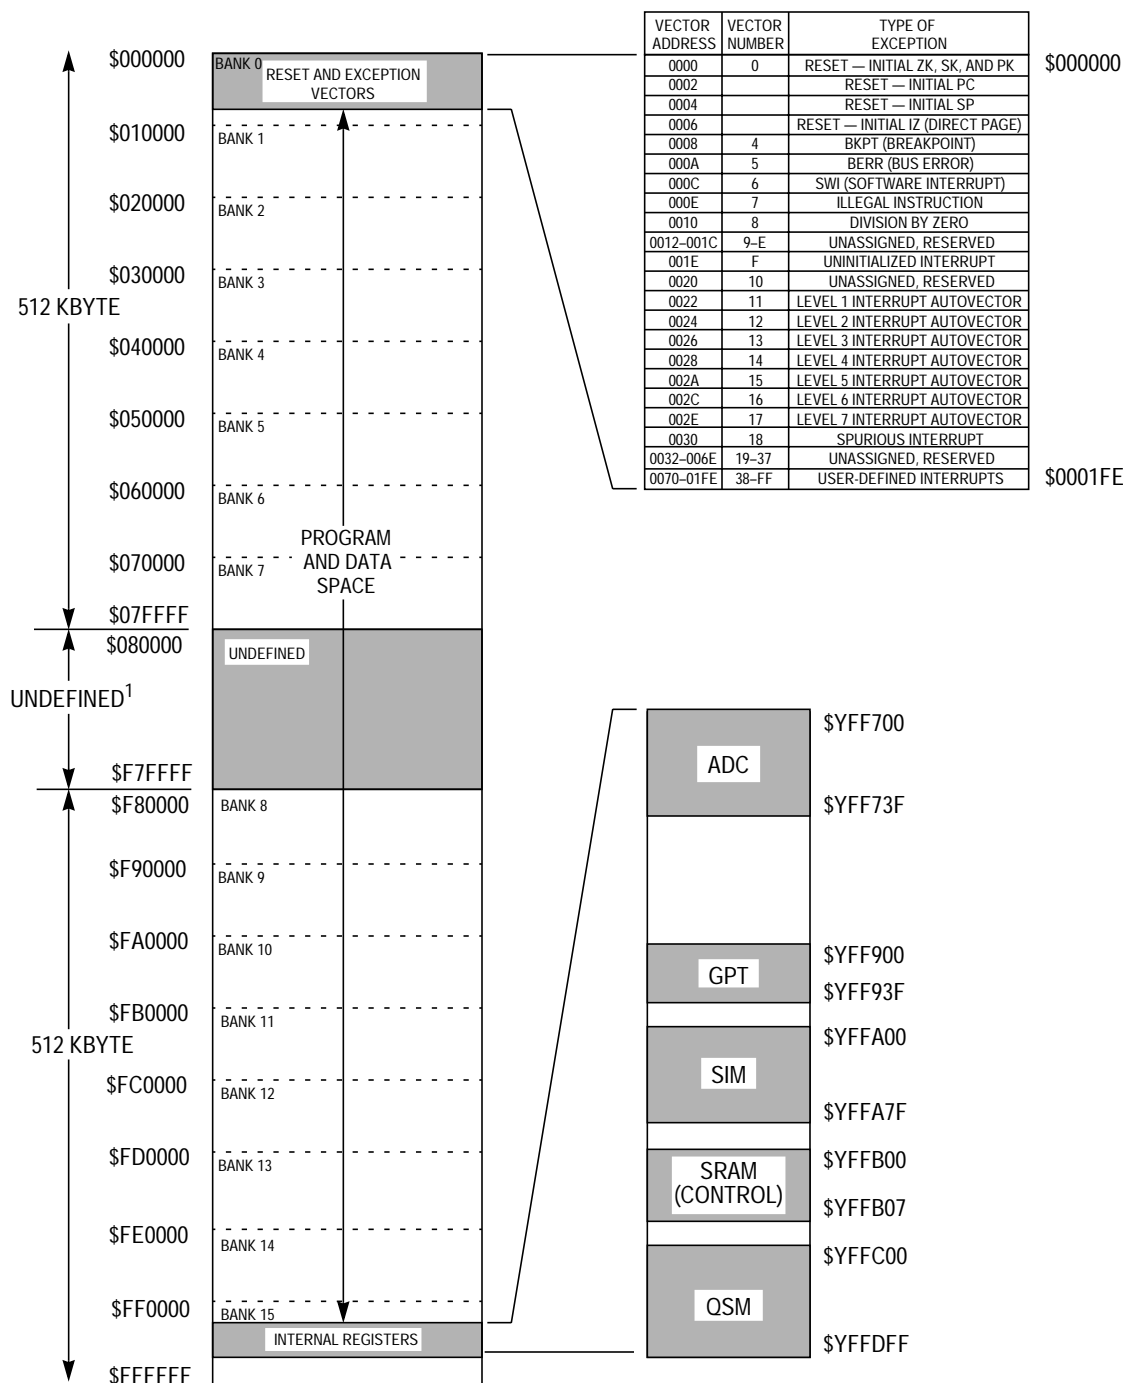 VECTOR ADDRESS VECTOR NUMBER TYPE OF EXCEPTION
0000 0 RESET — INITIAL ZK, SK, AND PK
0002 RESET — INITIAL PC
0004 RESET — INITIAL SP
0006 RESET — INITIAL IZ (DIRECT PAGE)
0008 4 BKPT (BREAKPOINT)
000A 5 BERR (BUS ERROR)
000C 6 SWI (SOFTWARE INTERRUPT)
000E 7 ILLEGAL INSTRUCTION
0010 8 DIVISION BY ZERO
0012–001C 9–E UNASSIGNED, RESERVED
001E F UNINITIALIZED INTERRUPT
0020 10 UNASSIGNED, RESERVED
0022 11 LEVEL 1 INTERRUPT AUTOVECTOR
0024 12 LEVEL 2 INTERRUPT AUTOVECTOR
0026 13 LEVEL 3 INTERRUPT AUTOVECTOR
0028 14 LEVEL 4 INTERRUPT AUTOVECTOR
002A 15 LEVEL 5 INTERRUPT AUTOVECTOR
002C 16 LEVEL 6 INTERRUPT AUTOVECTOR
002E 17 LEVEL 7 INTERRUPT AUTOVECTOR
0030 18 SPURIOUS INTERRUPT
0032–006E 19–37 UNASSIGNED, RESERVED
0070–01FE 38–FF USER-DEFINED INTERRUPTS
$000000
$0001FE
$000000
BANK 0
RESET AND EXCEPTION
VECTORS
$010000
BANK 1
$020000
BANK 2
$030000
BANK 3
512 KBYTE
$040000
BANK 4
$050000
BANK 5
$060000
BANK 6
PROGRAM
AND DATA
SPACE
$070000
BANK 7
$07FFFF
$080000
UNDEFINED
UNDEFINED1
$F7FFFF
$F80000
BANK 8
$F90000
BANK 9
$FA0000
BANK 10
$FB0000
BANK 11
512 KBYTE
$FC0000
BANK 12
$FD0000
BANK 13
$FE0000
BANK 14
$FF0000
BANK 15
INTERNAL REGISTERS
$FFFFFF
$YFF700
ADC
$YFF73F
$YFF900
GPT
$YFF93F
$YFFA00
SIM
$YFFA7F
$YFFB00
SRAM
(CONTROL)
$YFFB07
$YFFC00
QSM
$YFFDFF